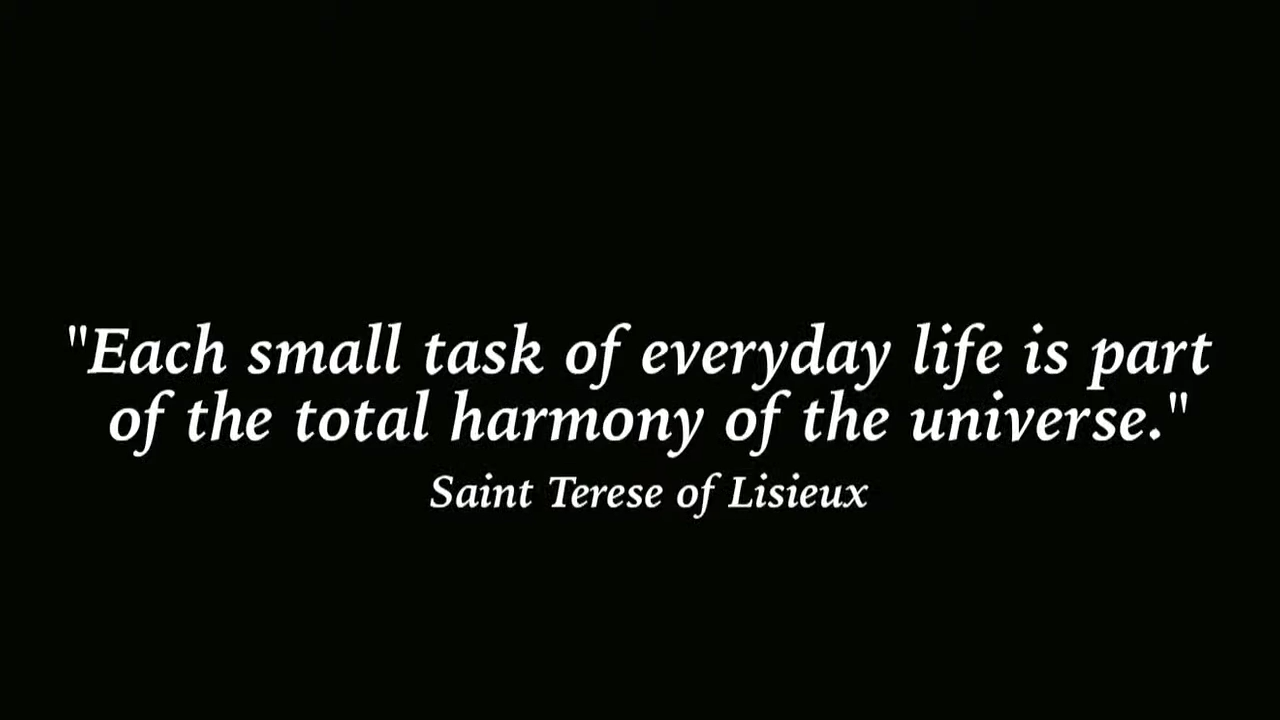 "Each small task of everyday life is part
of the total harmony of the universe."
Saint Terese of Lisieux